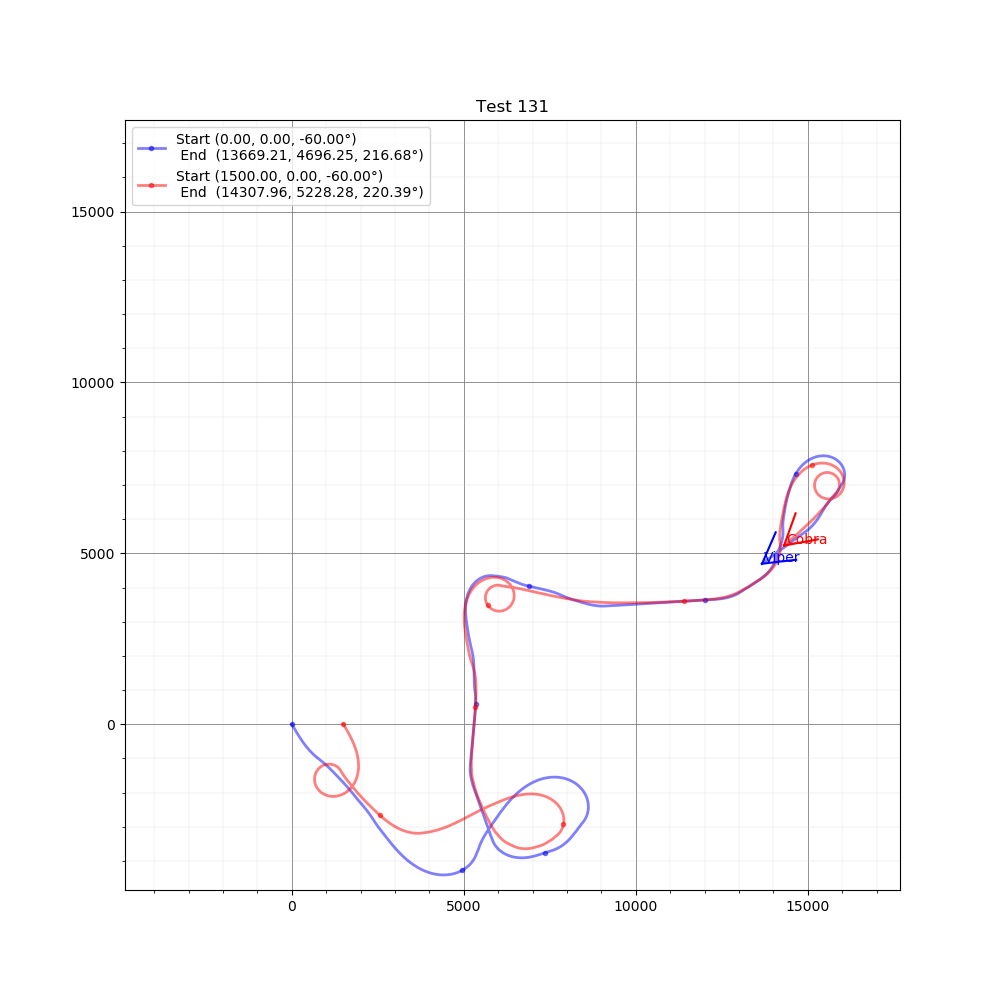 Test 131
Start (0.00, 0.00, -60.00°)
End  (13669.21, 4696.25, 216.68°)
Start (1500.00, 0.00, -60.00°)
End  (14307.96, 5228.28, 220.39°)
15000
10000
5000
0
Cobra
Viper
0
5000
10000
15000